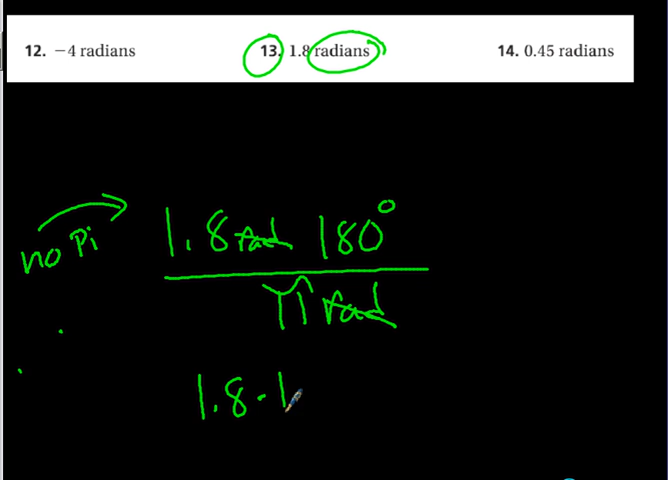 12. −4 radians 13. 1.8 radians 14. 0.45 radians
no Pi
1.8 rad 180°
π rad
1.8 · 1